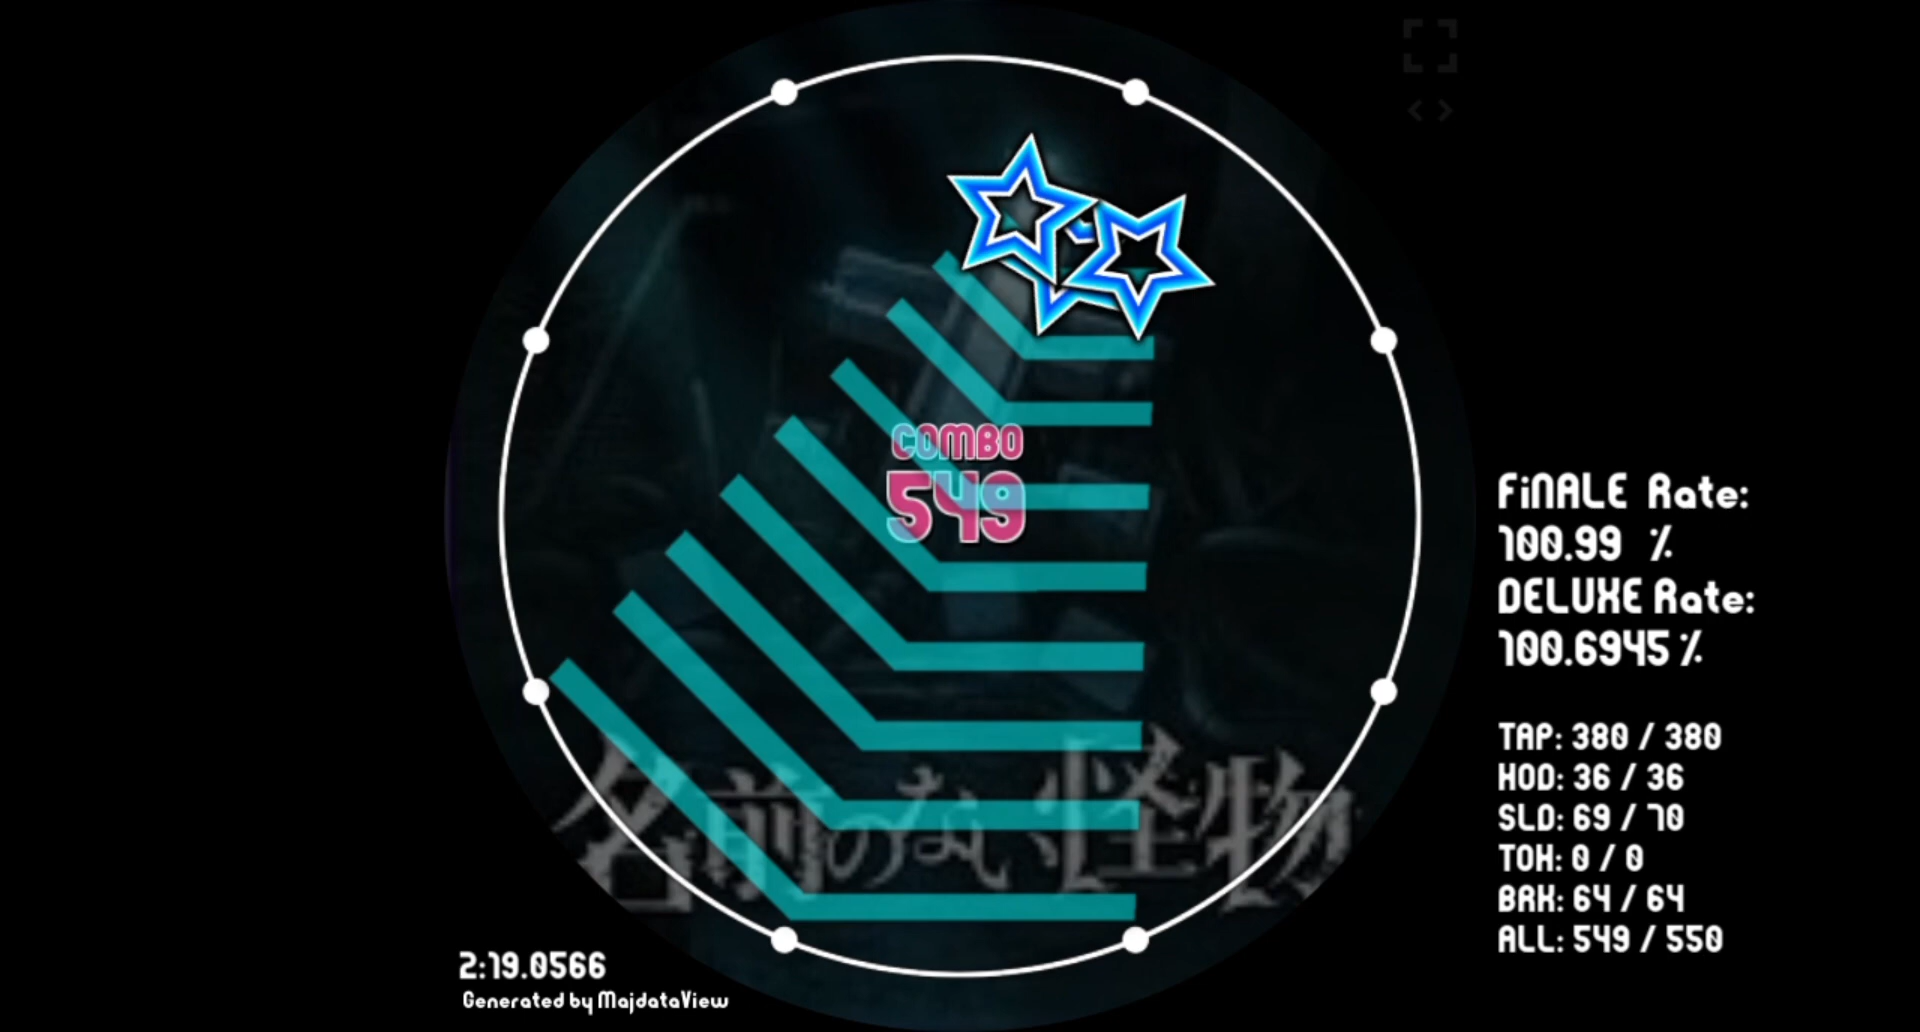 COMBO
549
FiNALE Rate:
100.99 %
DELUXE Rate:
100.6945 %
TAP: 380 / 380
HOD: 36 / 36
SLD: 69 / 70
TOH: 0 / 0
BRK: 64 / 64
ALL: 549 / 550
名前のない怪物
2:19.0566
Generated by MajdataView